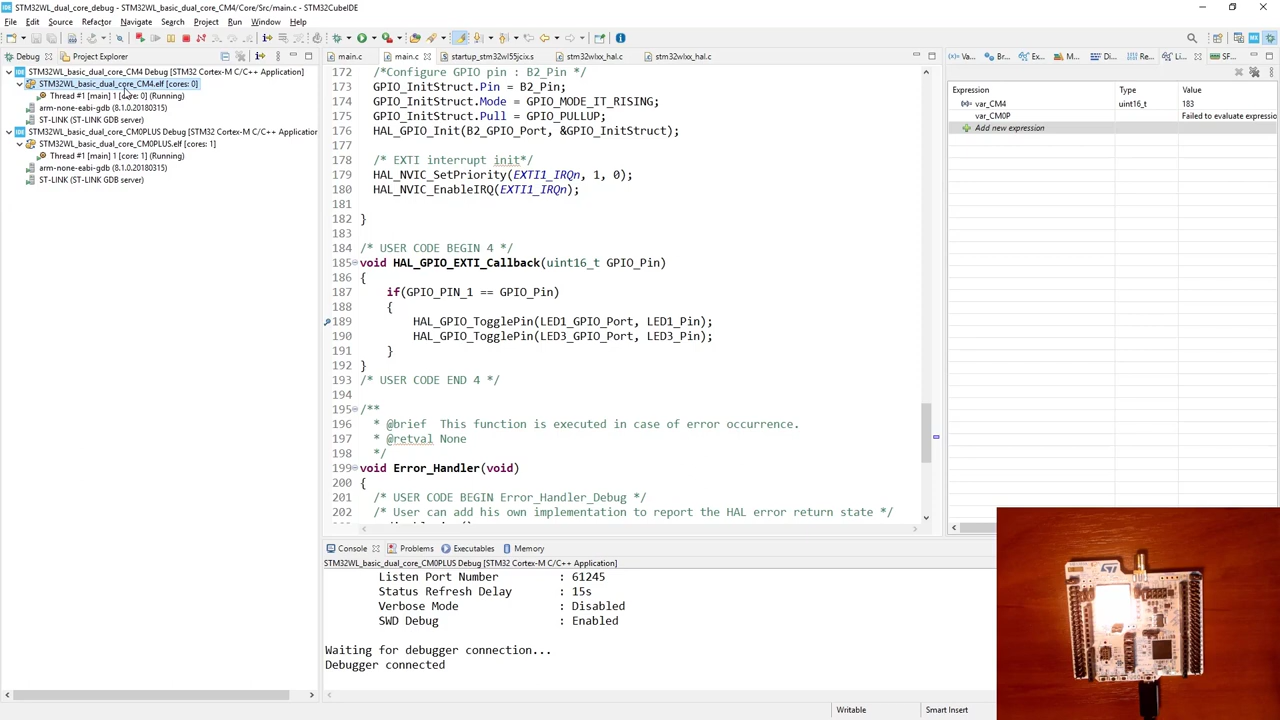 STM32WL_dual_core_debug - STM32WL_basic_dual_core_CM4/Core/Src/main.c - STM32CubeIDE
File Edit Source Refactor Navigate Search Project Run Window Help
Debug Project Explorer
STM32WL_basic_dual_core_CM4 Debug [STM32 Cortex-M C/C++ Application]
STM32WL_basic_dual_core_CM4.elf [cores: 0]
Thread #1 [main] 1 [core: 0] (Running)
arm-none-eabi-gdb (8.1.0.20180315)
ST-LINK (ST-LINK GDB server)
STM32WL_basic_dual_core_CM0PLUS Debug [STM32 Cortex-M C/C++ Application
STM32WL_basic_dual_core_CM0PLUS.elf [cores: 1]
Thread #1 [main] 1 [core: 1] (Running)
arm-none-eabi-gdb (8.1.0.20180315)
ST-LINK (ST-LINK GDB server)
main.c main.c startup_stm32wl55jcix.s stm32wlxx_hal.c stm32wlxx_hal.c
172 /*Configure GPIO pin : B2_Pin */
173 GPIO_InitStruct.Pin = B2_Pin;
174 GPIO_InitStruct.Mode = GPIO_MODE_IT_RISING;
175 GPIO_InitStruct.Pull = GPIO_PULLUP;
176 HAL_GPIO_Init(B2_GPIO_Port, &GPIO_InitStruct);
177
178 /* EXTI interrupt init*/
179 HAL_NVIC_SetPriority(EXTI1_IRQn, 1, 0);
180 HAL_NVIC_EnableIRQ(EXTI1_IRQn);
181
182 }
183
184 /* USER CODE BEGIN 4 */
185 void HAL_GPIO_EXTI_Callback(uint16_t GPIO_Pin)
186 {
187 if(GPIO_PIN_1 == GPIO_Pin)
188 {
189 HAL_GPIO_TogglePin(LED1_GPIO_Port, LED1_Pin);
190 HAL_GPIO_TogglePin(LED3_GPIO_Port, LED3_Pin);
191 }
192 }
193 /* USER CODE END 4 */
194
195 /**
196 * @brief This function is executed in case of error occurrence.
197 * @retval None
198 */
199 void Error_Handler(void)
200 {
201 /* USER CODE BEGIN Error_Handler_Debug */
202 /* User can add his own implementation to report the HAL error return state */
Console Problems Executables Memory
STM32WL_basic_dual_core_CM0PLUS Debug [STM32 Cortex-M C/C++ Application]
Listen Port Number : 61245
Status Refresh Delay : 15s
Verbose Mode : Disabled
SWD Debug : Enabled
Waiting for debugger connection...
Debugger connected
Va... Br... Ex... M... Re... Li... SF...
Expression Type Value
var_CM4 uint16_t 183
var_CM0P Failed to evaluate expressio
Add new expression
Writable Smart Insert